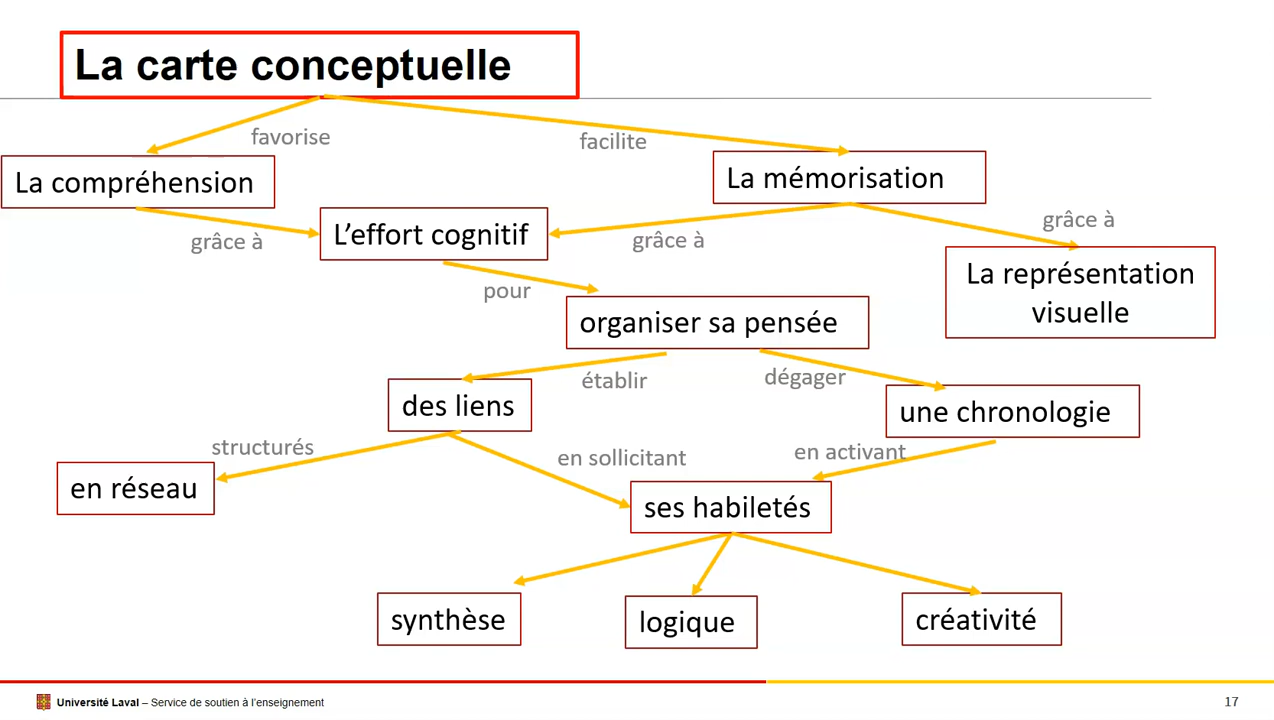 La carte conceptuelle
favorise
facilite
La compréhension
La mémorisation
grâce à
L’effort cognitif
grâce à
grâce à
La représentation
visuelle
pour
organiser sa pensée
établir
dégager
des liens
une chronologie
structurés
en sollicitant
en activant
en réseau
ses habiletés
synthèse
logique
créativité
Université Laval – Service de soutien à l’enseignement
17